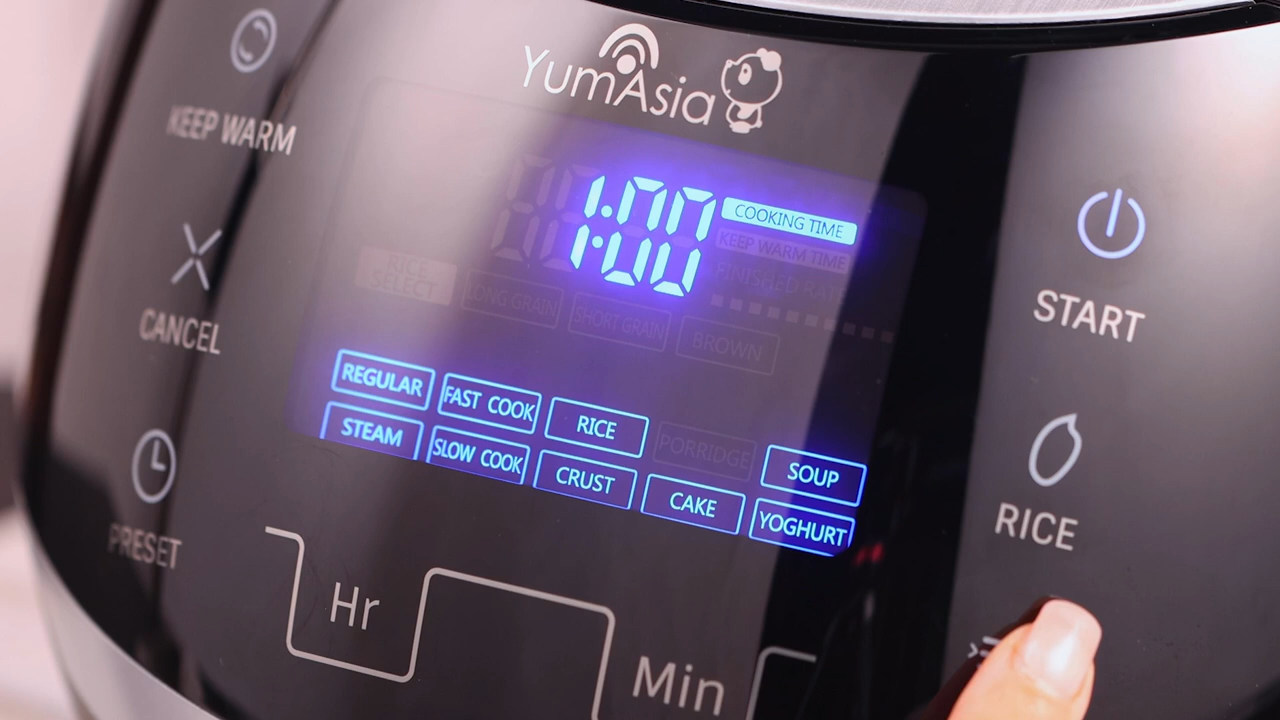 YumAsia
KEEP WARM
1:00
COOKING TIME
KEEP WARM TIME
RICE SELECT
LONG GRAIN
SHORT GRAIN
BROWN
START
CANCEL
REGULAR
FAST COOK
RICE
PORRIDGE
SOUP
STEAM
SLOW COOK
CRUST
CAKE
YOGHURT
RICE
PRESET
Hr
Min